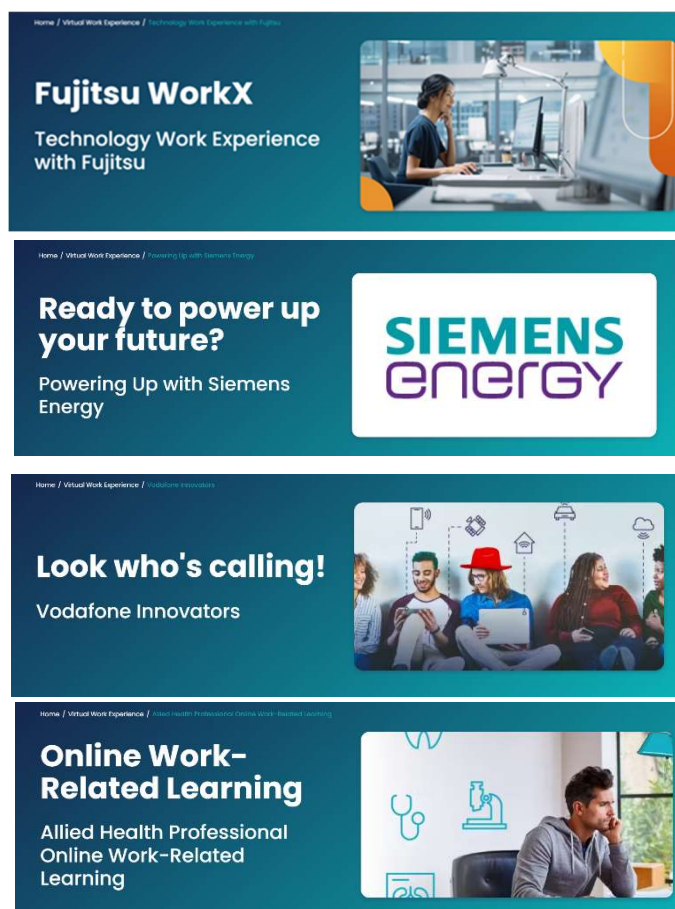 Home / Virtual Work Experience / Technology Work Experience with Fujitsu
Fujitsu WorkX
Technology Work Experience
with Fujitsu
Home / Virtual Work Experience / Powering Up with Siemens Energy
Ready to power up
your future?
Powering Up with Siemens
Energy
SIEMENS
energy
Home / Virtual Work Experience / Vodafone Innovators
Look who's calling!
Vodafone Innovators
Home / Virtual Work Experience / Allied Health Professional Online Work-Related Learning
Online Work-
Related Learning
Allied Health Professional
Online Work-Related
Learning